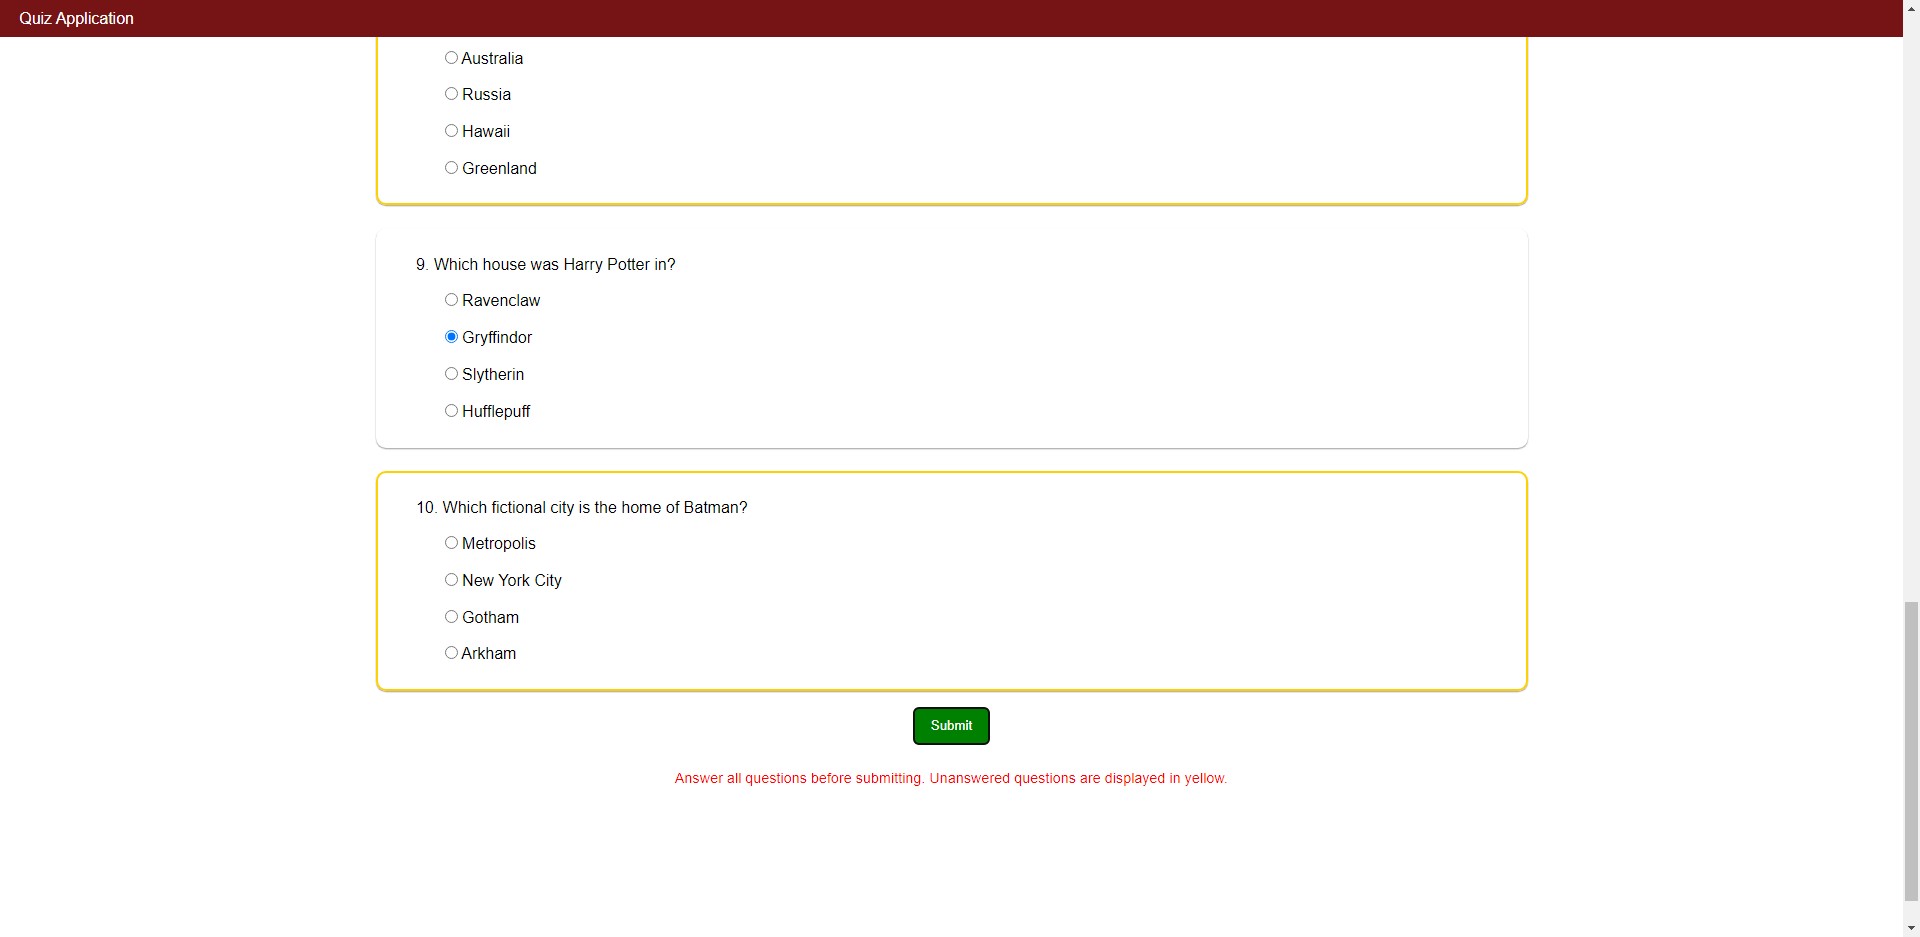 Quiz Application
Australia
Russia
Hawaii
Greenland
9. Which house was Harry Potter in?
Ravenclaw
Gryffindor
Slytherin
Hufflepuff
10. Which fictional city is the home of Batman?
Metropolis
New York City
Gotham
Arkham
Submit
Answer all questions before submitting. Unanswered questions are displayed in yellow.